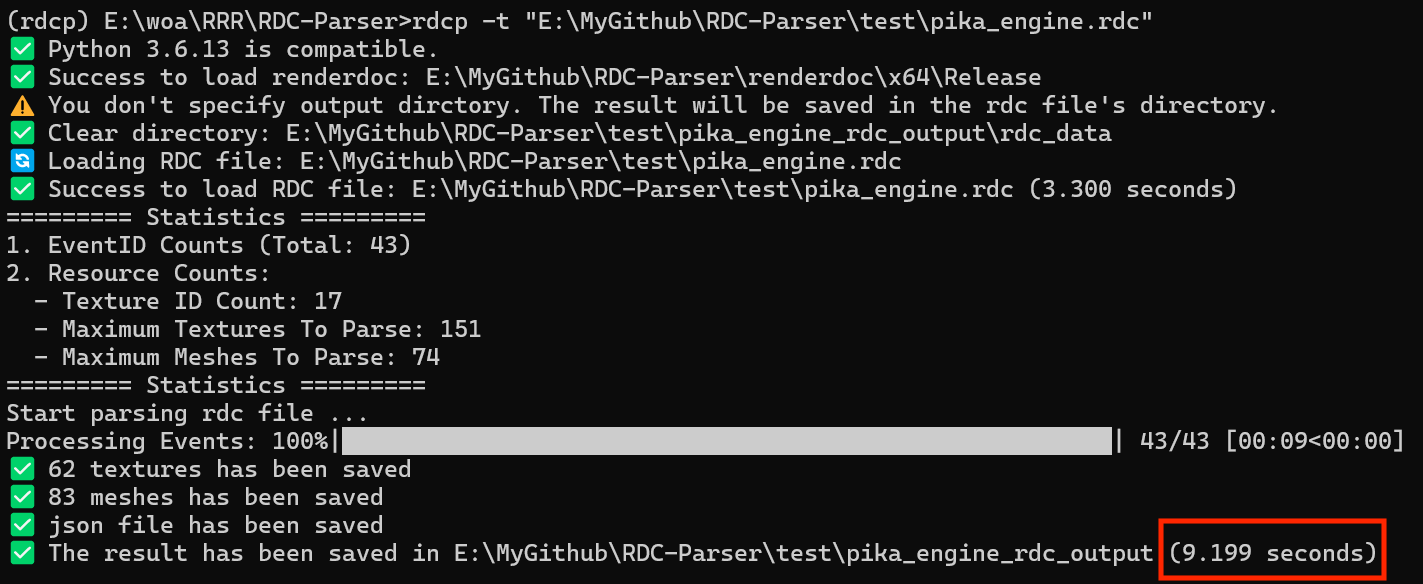 (rdcp) E:\woa\RRR\RDC-Parser>rdcp -t "E:\MyGithub\RDC-Parser\test\pika_engine.rdc"
✅ Python 3.6.13 is compatible.
✅ Success to load renderdoc: E:\MyGithub\RDC-Parser\renderdoc\x64\Release
⚠️ You don't specify output dirctory. The result will be saved in the rdc file's directory.
✅ Clear directory: E:\MyGithub\RDC-Parser\test\pika_engine_rdc_output\rdc_data
🔄 Loading RDC file: E:\MyGithub\RDC-Parser\test\pika_engine.rdc
✅ Success to load RDC file: E:\MyGithub\RDC-Parser\test\pika_engine.rdc (3.300 seconds)
========= Statistics =========
1. EventID Counts (Total: 43)
2. Resource Counts:
  - Texture ID Count: 17
  - Maximum Textures To Parse: 151
  - Maximum Meshes To Parse: 74
========= Statistics =========
Start parsing rdc file ...
Processing Events: 100%|█████████████████████████| 43/43 [00:09<00:00]
✅ 62 textures has been saved
✅ 83 meshes has been saved
✅ json file has been saved
✅ The result has been saved in E:\MyGithub\RDC-Parser\test\pika_engine_rdc_output (9.199 seconds)